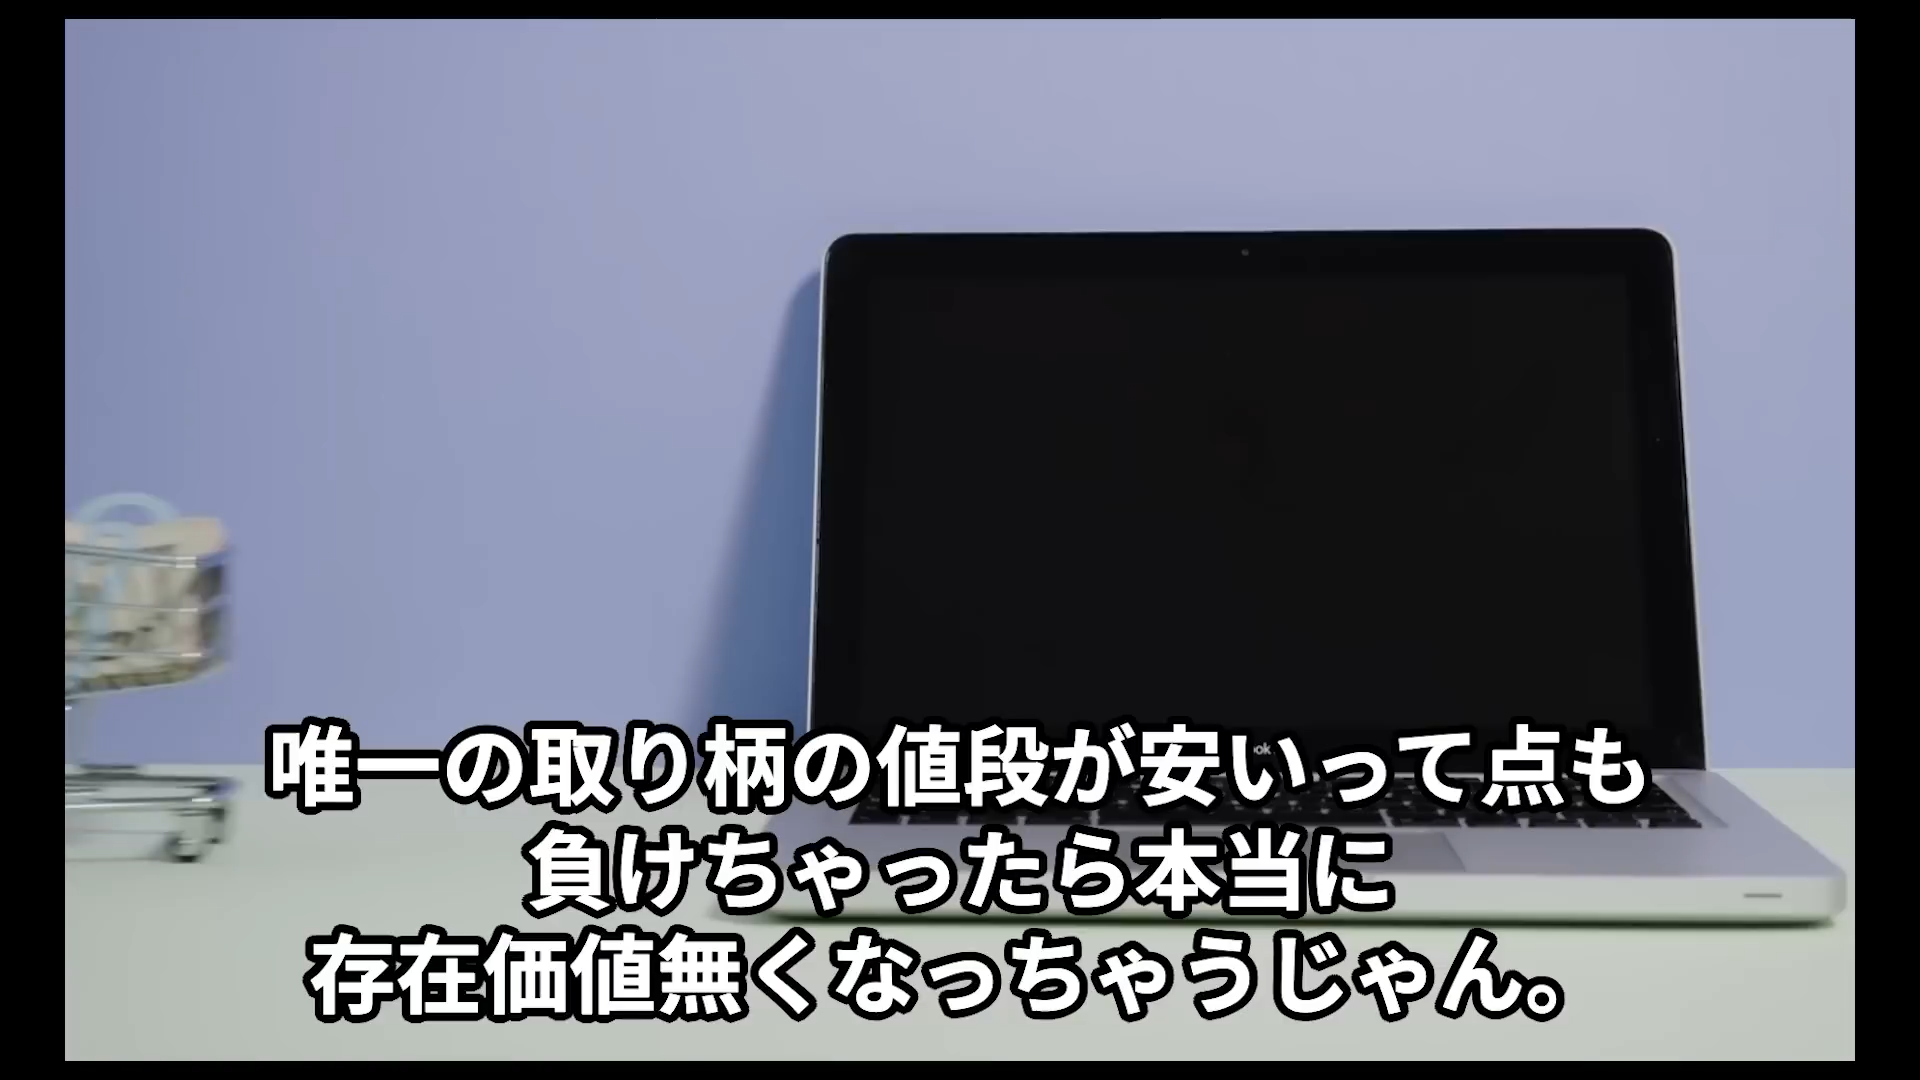 唯一の取り柄の値段が安いって点も
負けちゃったら本当に
存在価値無くなっちゃうじゃん。